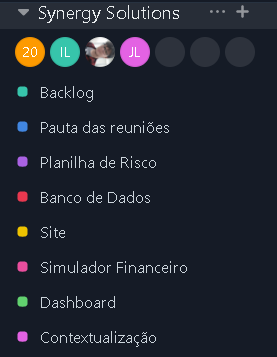 Synergy Solutions
20 IL JL
Backlog
Pauta das reuniões
Planilha de Risco
Banco de Dados
Site
Simulador Financeiro
Dashboard
Contextualização